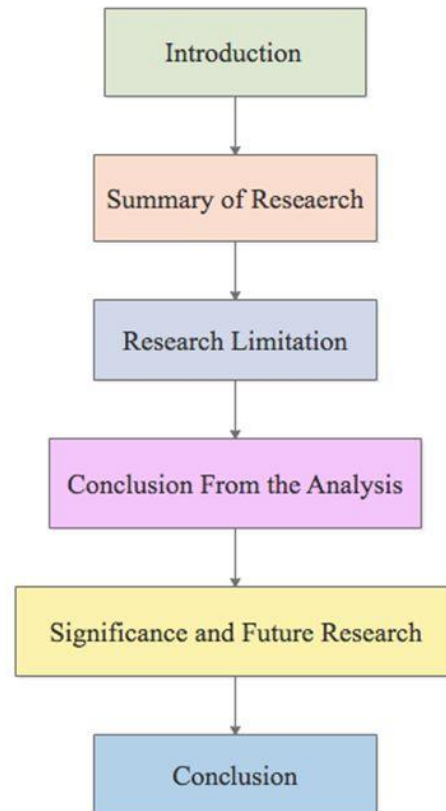 Introduction
Summary of Reseaerch
Research Limitation
Conclusion From the Analysis
Significance and Future Research
Conclusion